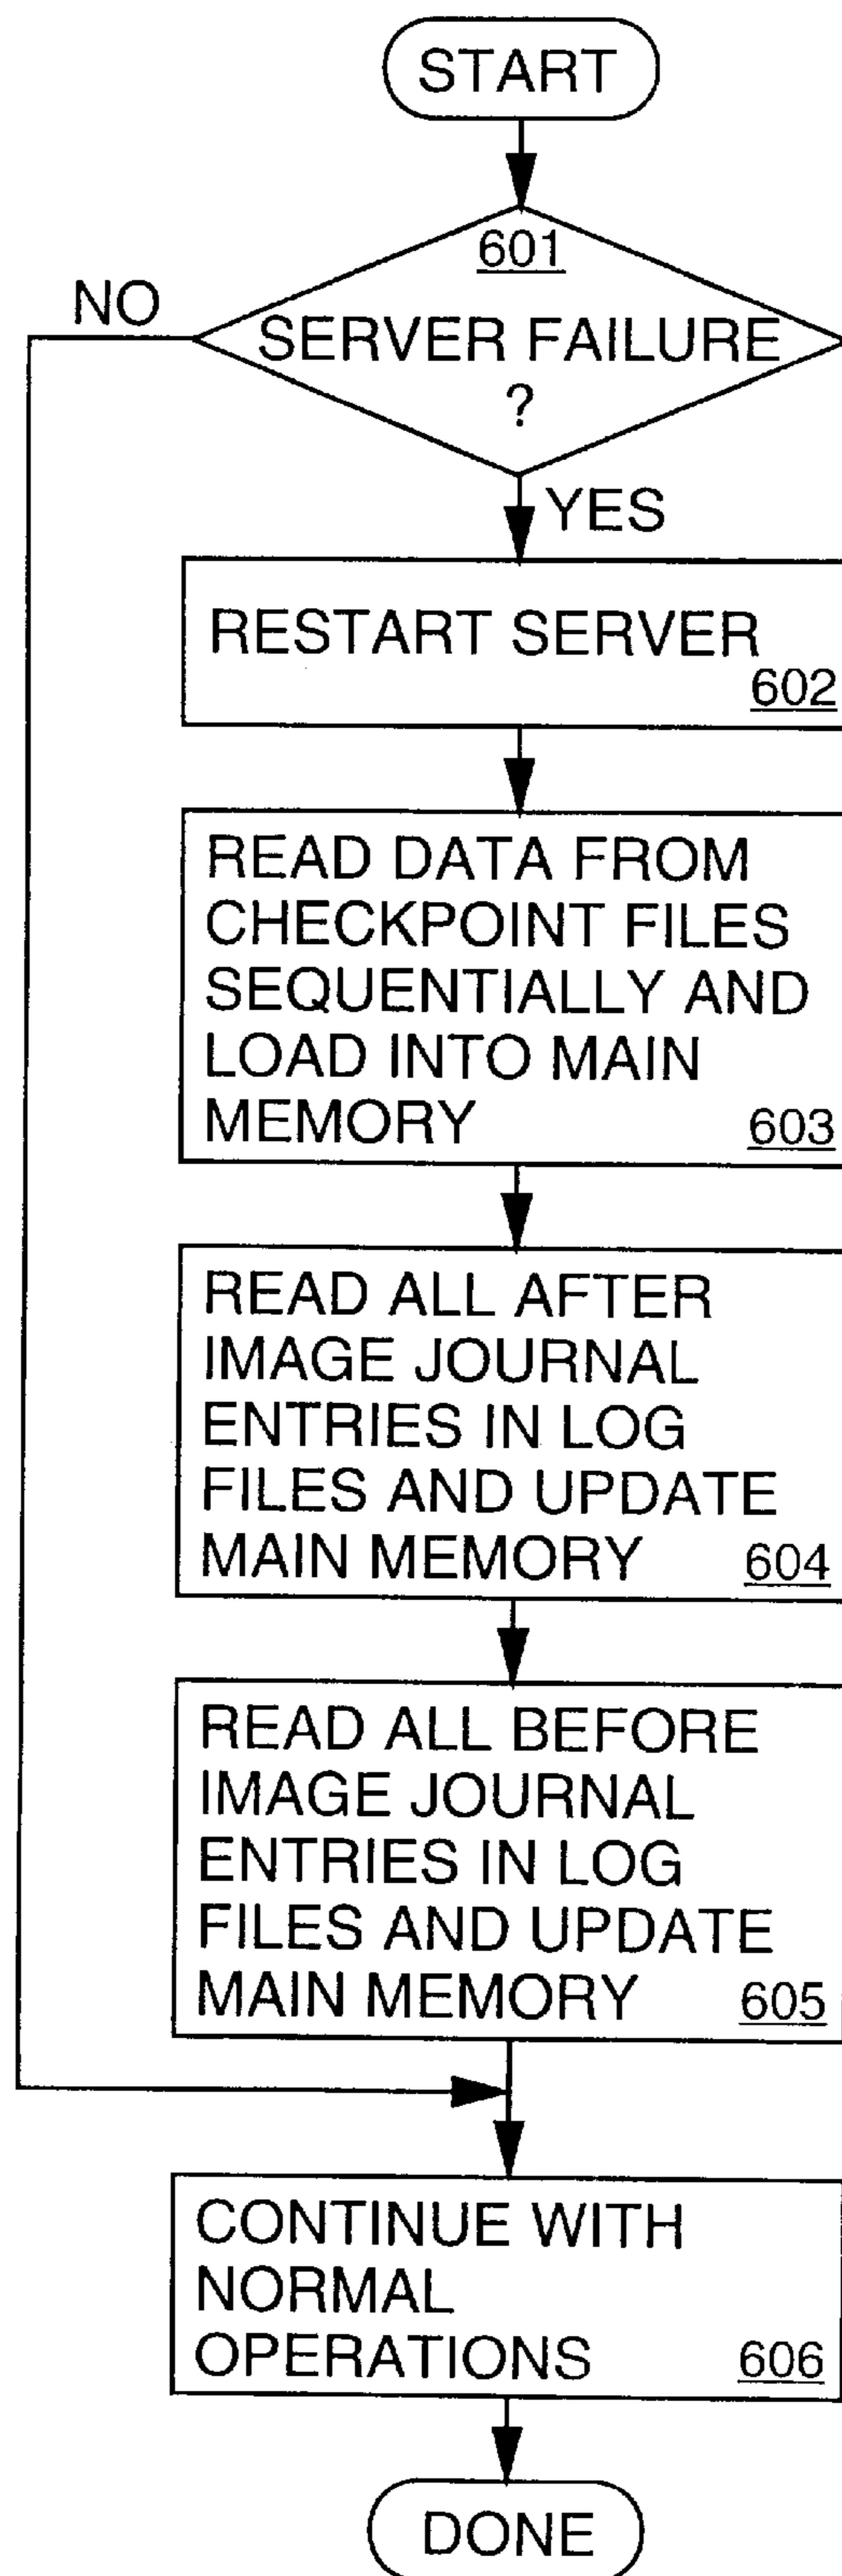 START
601
NO
SERVER FAILURE
?
YES
RESTART SERVER
602
READ DATA FROM
CHECKPOINT FILES
SEQUENTIALLY AND
LOAD INTO MAIN
MEMORY 603
READ ALL AFTER
IMAGE JOURNAL
ENTRIES IN LOG
FILES AND UPDATE
MAIN MEMORY 604
READ ALL BEFORE
IMAGE JOURNAL
ENTRIES IN LOG
FILES AND UPDATE
MAIN MEMORY 605
CONTINUE WITH
NORMAL
OPERATIONS 606
DONE